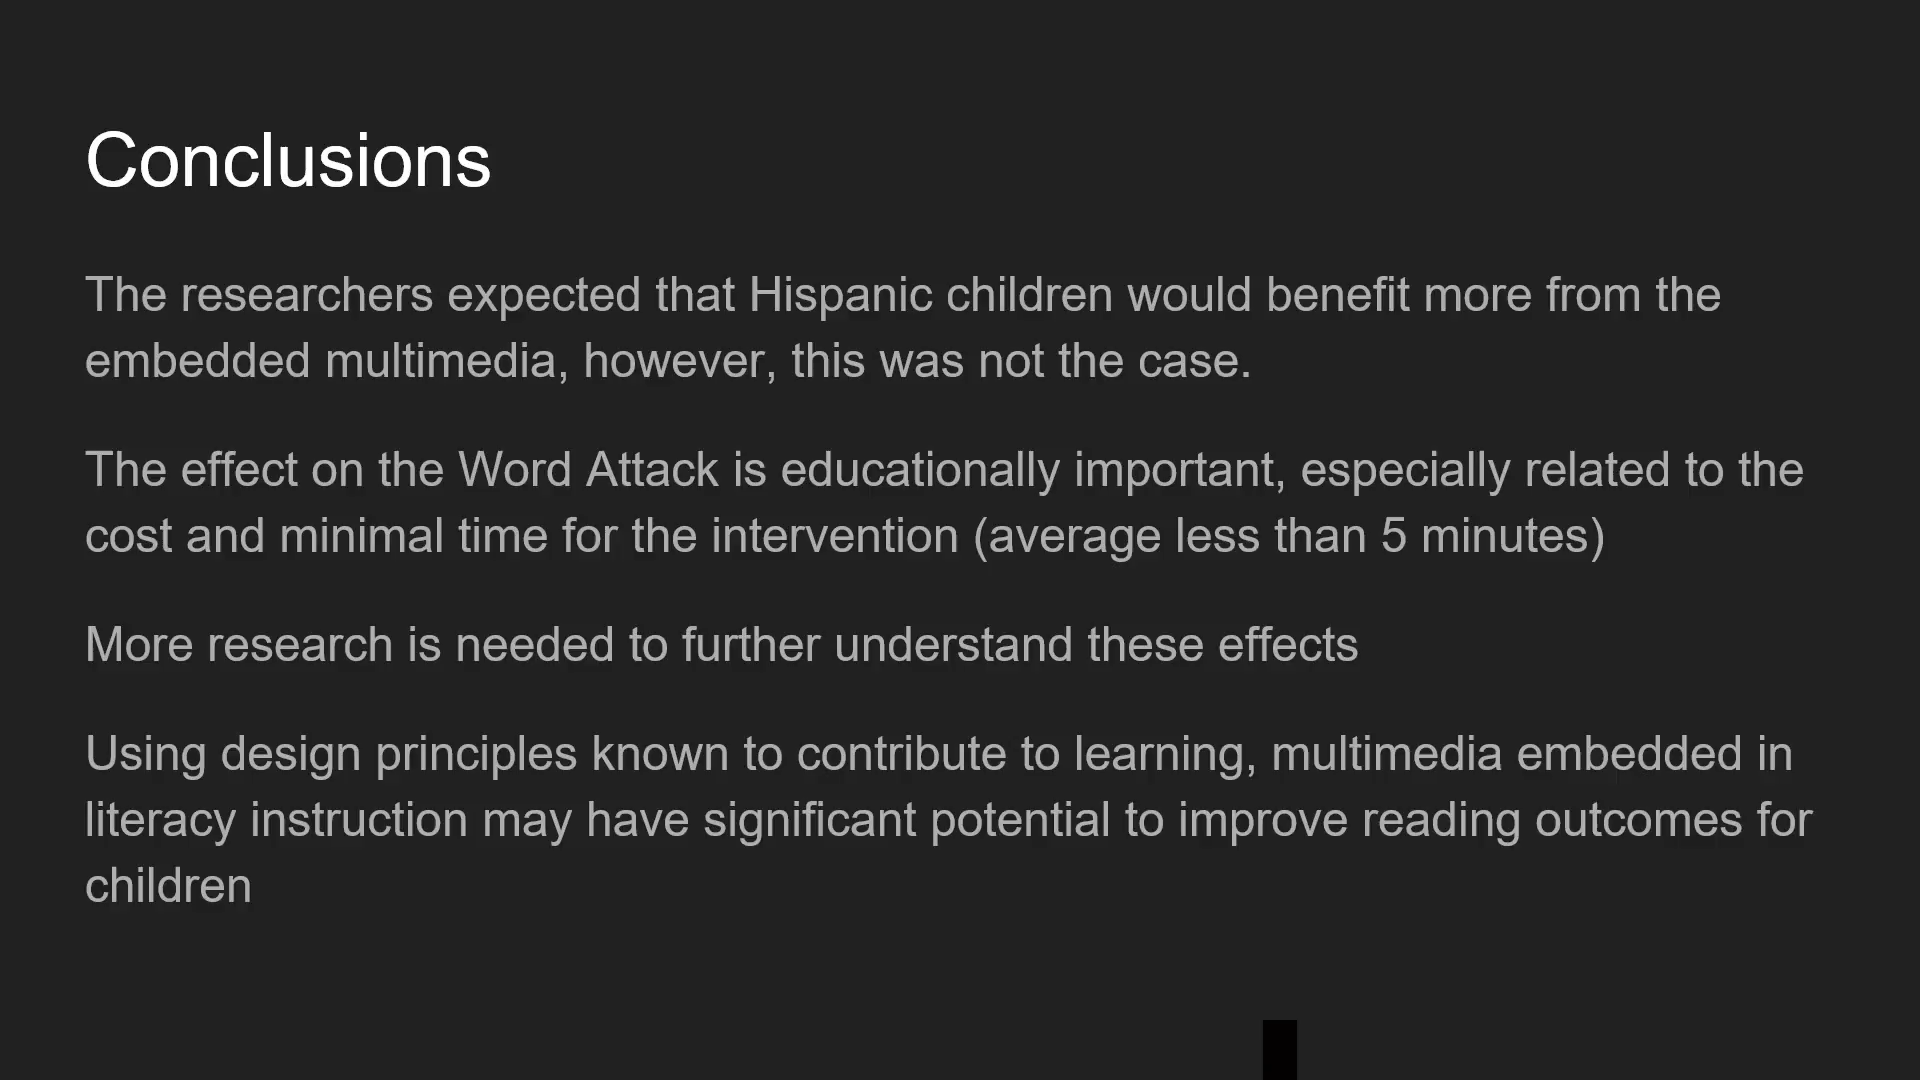 Conclusions
The researchers expected that Hispanic children would benefit more from the
embedded multimedia, however, this was not the case.
The effect on the Word Attack is educationally important, especially related to the
cost and minimal time for the intervention (average less than 5 minutes)
More research is needed to further understand these effects
Using design principles known to contribute to learning, multimedia embedded in
literacy instruction may have significant potential to improve reading outcomes for
children